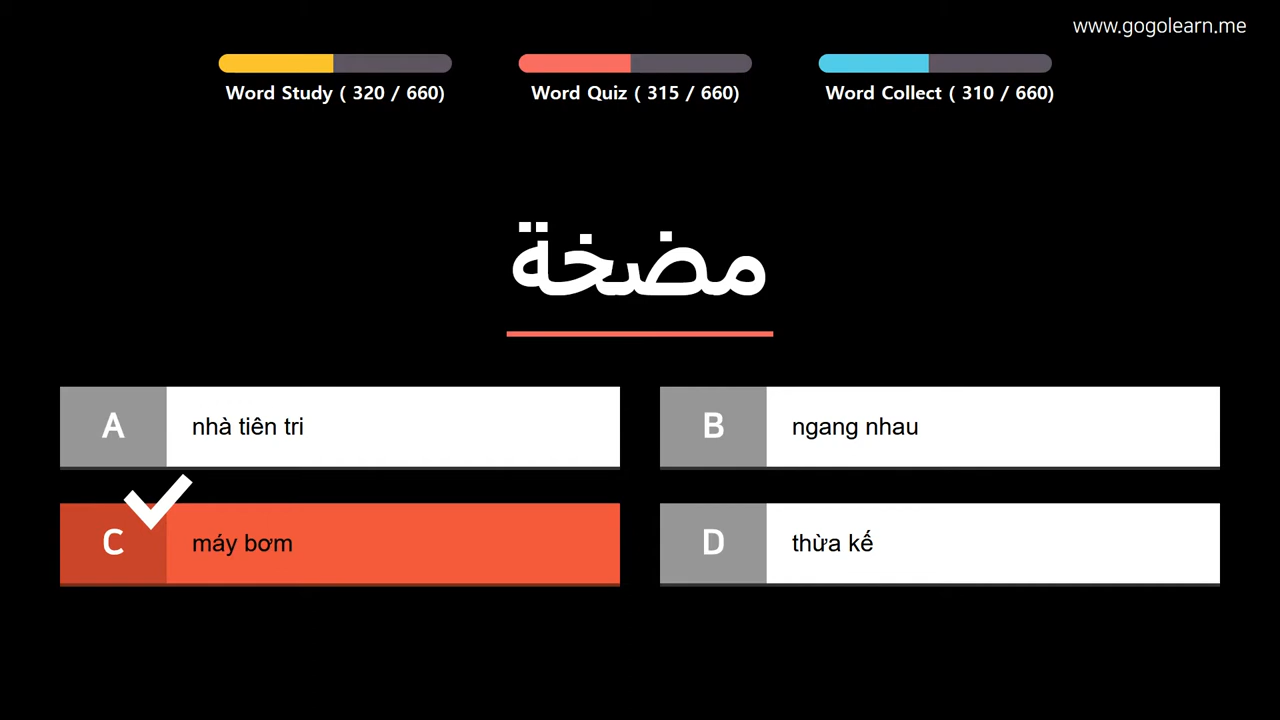 www.gogolearn.me
Word Study ( 320 / 660)
Word Quiz ( 315 / 660)
Word Collect ( 310 / 660)
مضخة
A nhà tiên tri
B ngang nhau
C máy bơm
D thừa kế